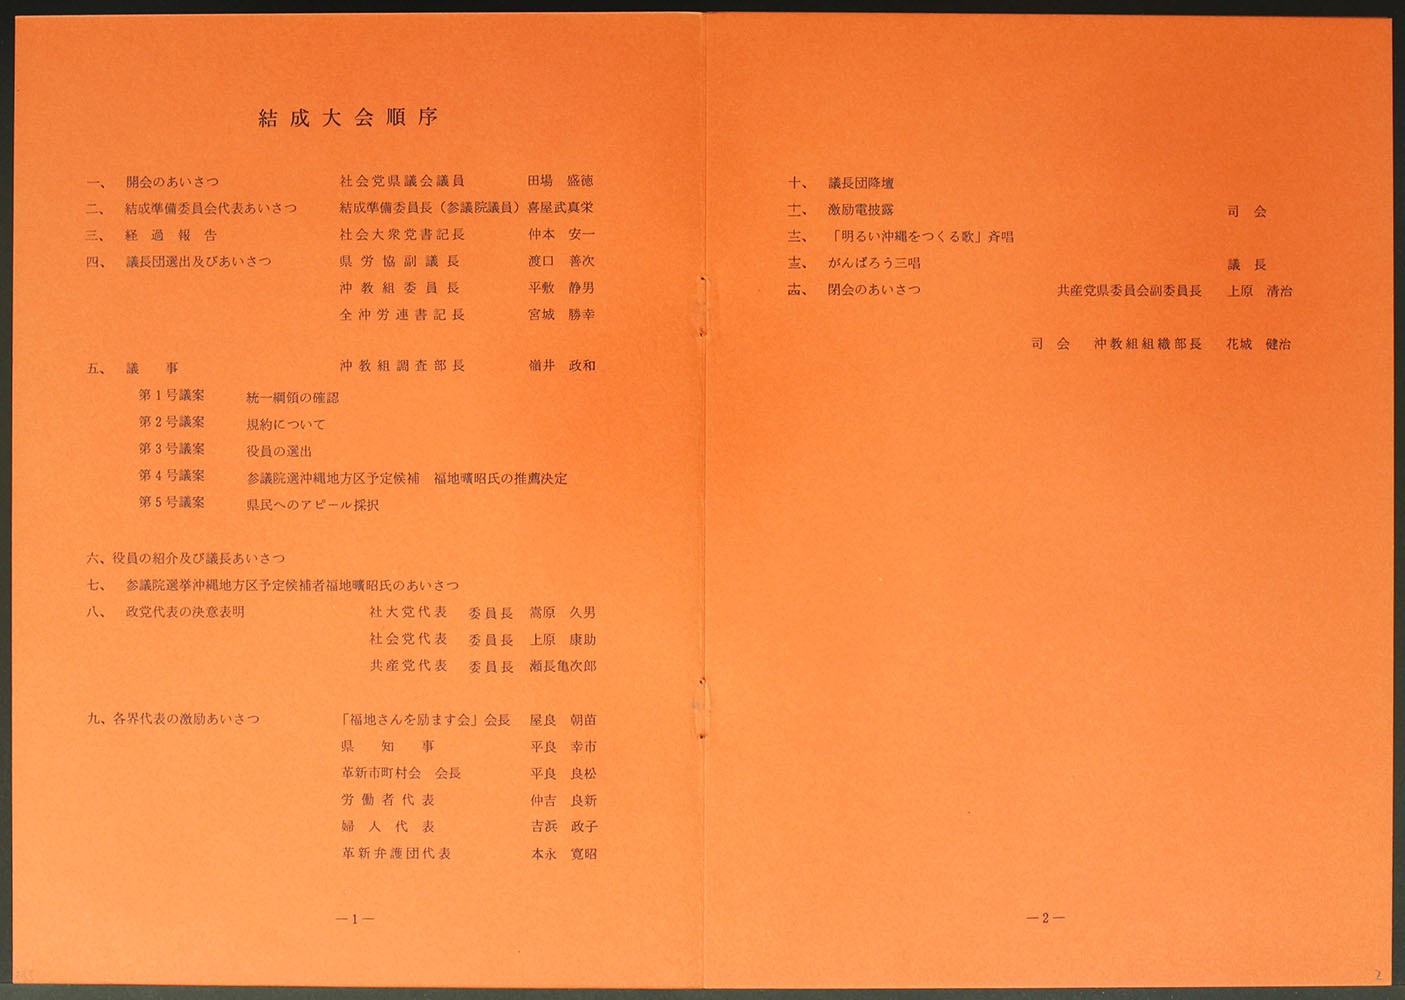 結成大会順序
一、 開会のあいさつ 社会党県議会議員 田場 盛徳
二、 結成準備委員会代表あいさつ 結成準備委員長（参議院議員）喜屋武真栄
三、 経過報告 社会大衆党書記長 仲本 安一
四、 議長団選出及びあいさつ 県労協副議長 渡口 善次
沖教組委員長 平敷 静男
全沖労連書記長 宮城 勝幸
五、 議 事 沖教組調査部長 嶺井 政和
第1号議案 統一綱領の確認
第2号議案 規約について
第3号議案 役員の選出
第4号議案 参議院選沖縄地方区予定候補 福地曠昭氏の推薦決定
第5号議案 県民へのアピール採択
六、役員の紹介及び議長あいさつ
七、 参議院選挙沖縄地方区予定候補者福地曠昭氏のあいさつ
八、 政党代表の決意表明 社大党代表 委員長 嵩原 久男
社会党代表 委員長 上原 康助
共産党代表 委員長 瀬長亀次郎
九、各界代表の激励あいさつ 「福地さんを励ます会」会長 屋良 朝苗
県知事 平良 幸市
革新市町村会 会長 平良 良松
労働者代表 仲吉 良新
婦人代表 吉浜 政子
革新弁護団代表 本永 寛昭
—1—
十、 議長団降壇
十一、 激励電披露 司 会
十二、 「明るい沖縄をつくる歌」斉唱
十三、 がんばろう三唱 議 長
十四、 閉会のあいさつ 共産党県委員会副委員長 上原 清治
司 会 沖教組組織部長 花城 健治
—2—
2